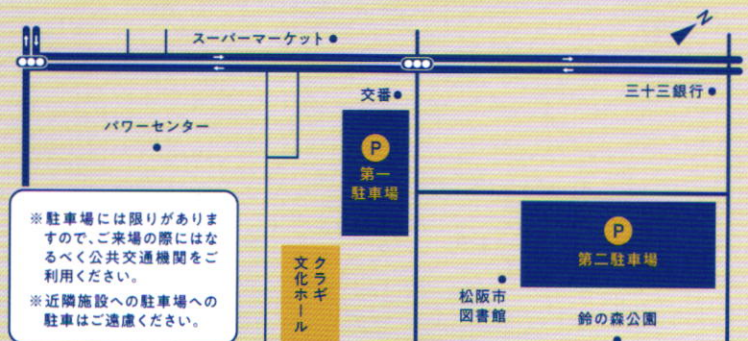 N
スーパーマーケット
交番
三十三銀行
パワーセンター
P
第一
駐車場
P
第二駐車場
※駐車場には限りがありま
すので、ご来場の際にはな
るべく公共交通機関をご
利用ください。
※近隣施設への駐車場への
駐車はご遠慮ください。
クラギ
文化ホール
松阪市
図書館
鈴の森公園